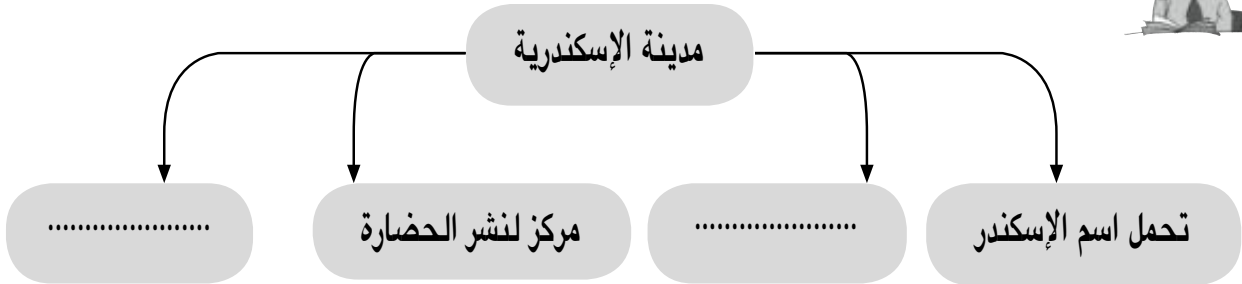 مدينة الإسكندرية
تحمل اسم الإسكندر
......................
مركز لنشر الحضارة
......................